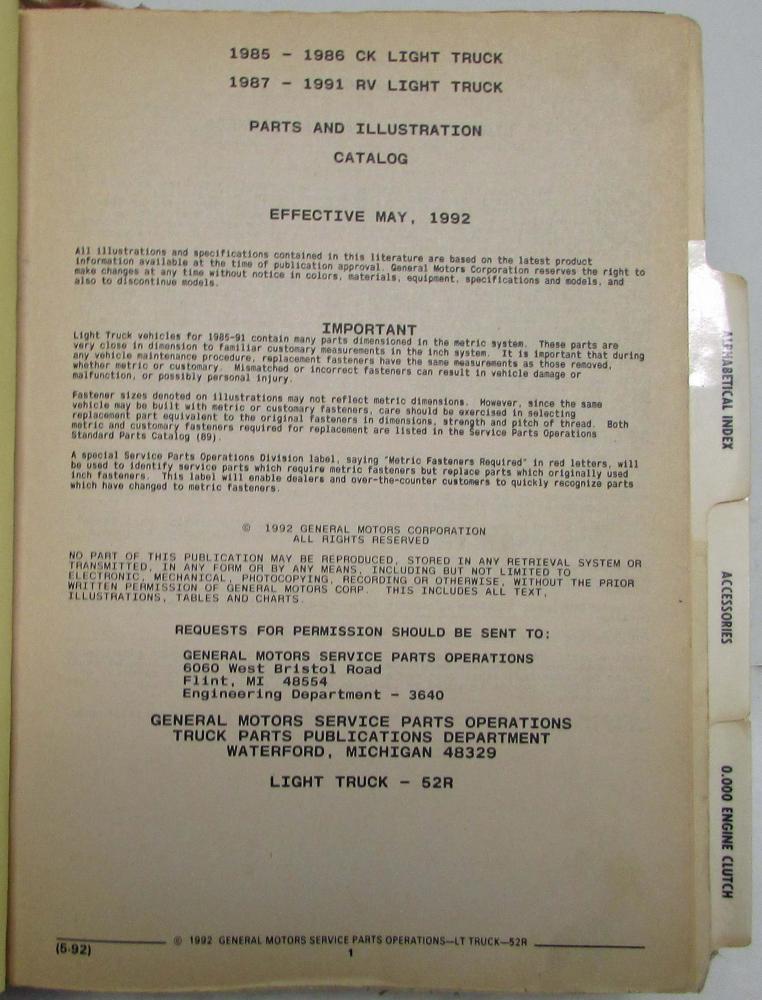 1985 - 1986 CK LIGHT TRUCK
1987 - 1991 RV LIGHT TRUCK
PARTS AND ILLUSTRATION
CATALOG
EFFECTIVE MAY, 1992
All illustrations and specifications contained in this literature are based on the latest product
information available at the time of publication approval. General Motors Corporation reserves the right to
make changes at any time without notice in colors, materials, equipment, specifications and models, and
also to discontinue models.
IMPORTANT
Light Truck vehicles for 1985-91 contain many parts dimensioned in the metric system. These parts are
very close in dimension to familiar customary measurements in the inch system. It is important that during
any vehicle maintenance procedure, replacement fasteners have the same measurements as those removed,
whether metric or customary. Mismatched or incorrect fasteners can result in vehicle damage or
malfunction, or possibly personal injury.
Fastener sizes denoted on illustrations may not reflect metric dimensions. However, since the same
vehicle may be built with metric or customary fasteners, care should be exercised in selecting
replacement part equivalent to the original fasteners in dimensions, strength and pitch of thread. Both
metric and customary fasteners required for replacement are listed in the Service Parts Operations
Standard Parts Catalog (89).
A special Service Parts Operations Division label, saying "Metric Fasteners Required" in red letters, will
be used to identify service parts which require metric fasteners but replace parts which originally used
inch fasteners. This label will enable dealers and over-the-counter customers to quickly recognize parts
which have changed to metric fasteners.
© 1992 GENERAL MOTORS CORPORATION
ALL RIGHTS RESERVED
NO PART OF THIS PUBLICATION MAY BE REPRODUCED, STORED IN ANY RETRIEVAL SYSTEM OR
TRANSMITTED, IN ANY FORM OR BY ANY MEANS, INCLUDING BUT NOT LIMITED TO
ELECTRONIC, MECHANICAL, PHOTOCOPYING, RECORDING OR OTHERWISE, WITHOUT THE PRIOR
WRITTEN PERMISSION OF GENERAL MOTORS CORP. THIS INCLUDES ALL TEXT,
ILLUSTRATIONS, TABLES AND CHARTS.
REQUESTS FOR PERMISSION SHOULD BE SENT TO:
GENERAL MOTORS SERVICE PARTS OPERATIONS
6060 West Bristol Road
Flint, MI 48554
Engineering Department - 3640
GENERAL MOTORS SERVICE PARTS OPERATIONS
TRUCK PARTS PUBLICATIONS DEPARTMENT
WATERFORD, MICHIGAN 48329
LIGHT TRUCK - 52R
© 1992 GENERAL MOTORS SERVICE PARTS OPERATIONS—LT TRUCK—52R
(5-92)
1
ALPHABETICAL INDEX
ACCESSORIES
0.000 ENGINE CLUTCH